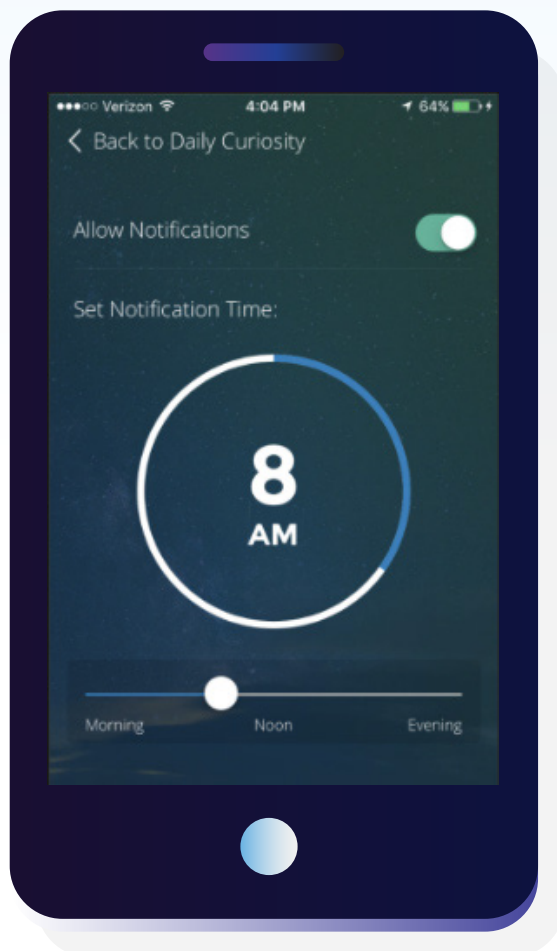 Verizon 4:04 PM 64%
Back to Daily Curiosity
Allow Notifications
Set Notification Time:
8
AM
Morning Noon Evening